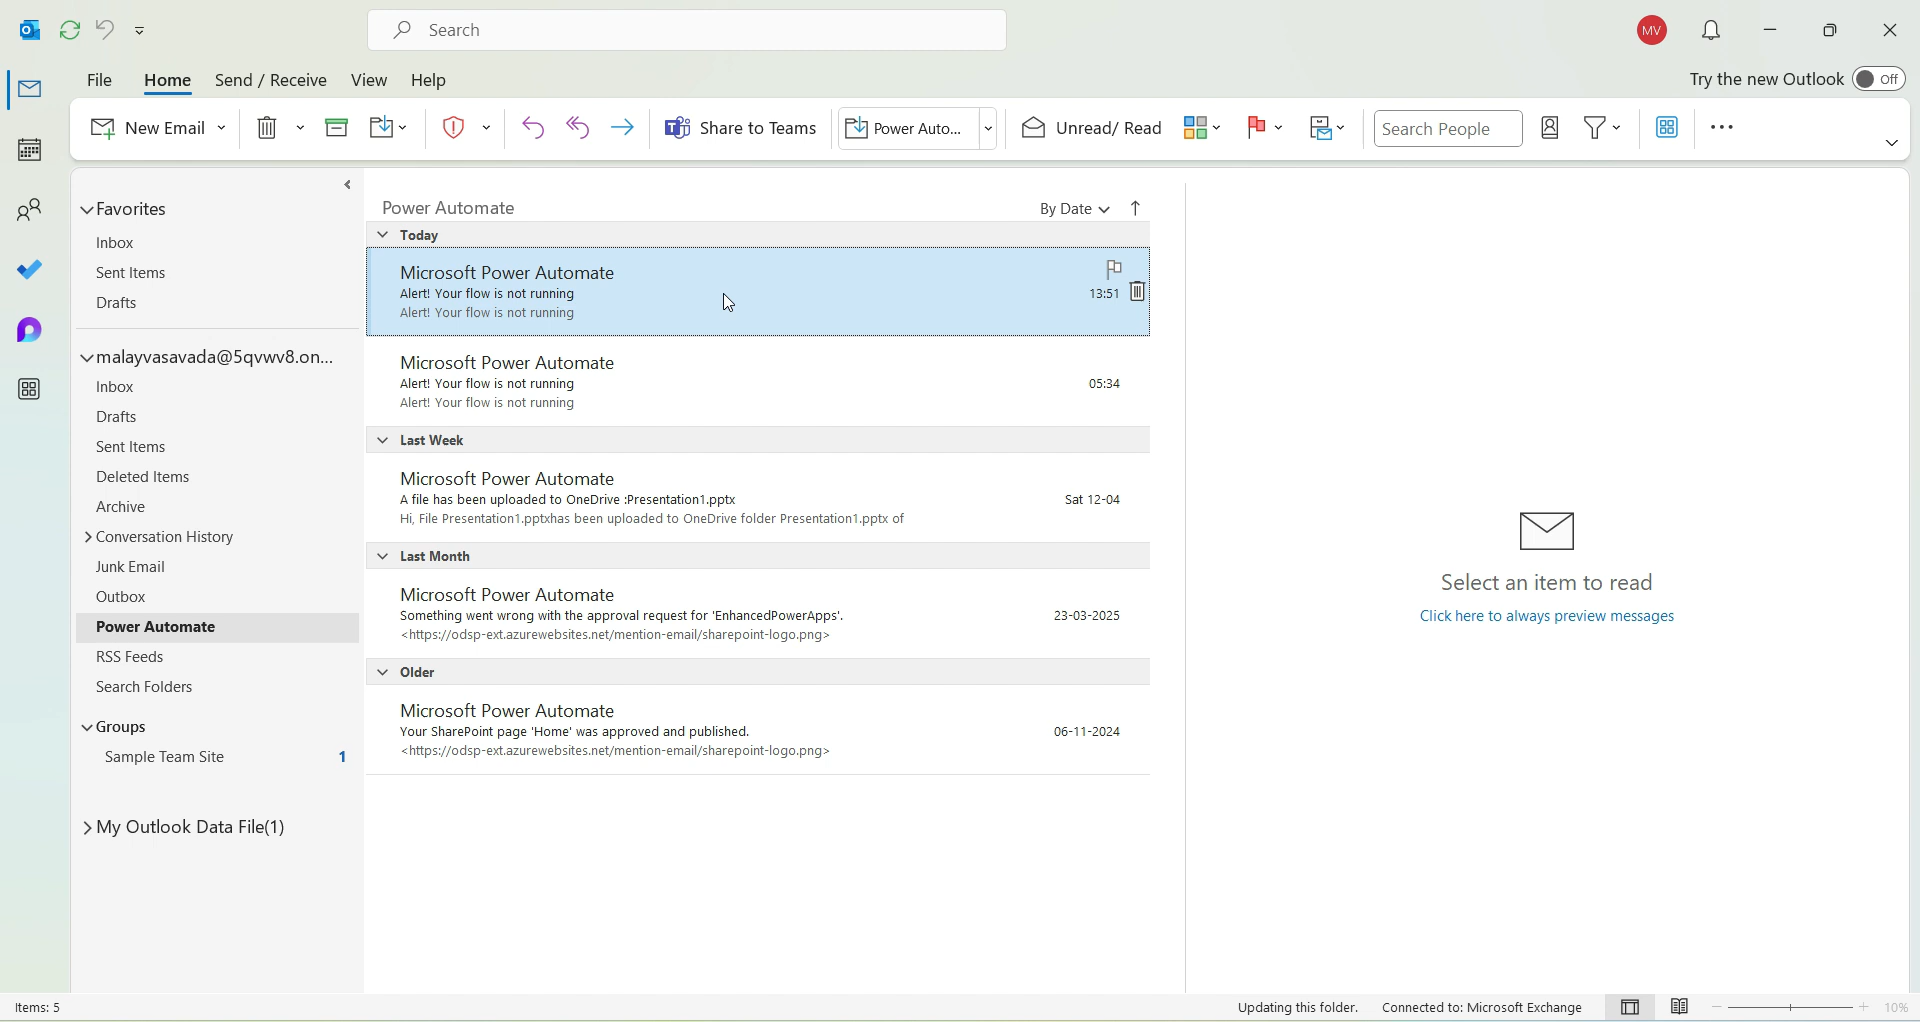 Search
MV
File Home Send / Receive View Help
Try the new Outlook Off
New Email Share to Teams Power Auto... Unread/ Read Search People
Favorites
Inbox
Sent Items
Drafts
malayvasavada@5qvwv8.on...
Inbox
Drafts
Sent Items
Deleted Items
Archive
Conversation History
Junk Email
Outbox
Power Automate
RSS Feeds
Search Folders
Groups
Sample Team Site 1
My Outlook Data File(1)
Power Automate By Date
Today
Microsoft Power Automate
Alert! Your flow is not running 13:51
Alert! Your flow is not running
Microsoft Power Automate
Alert! Your flow is not running 05:34
Alert! Your flow is not running
Last Week
Microsoft Power Automate
A file has been uploaded to OneDrive :Presentation1.pptx Sat 12-04
Hi, File Presentation1.pptxhas been uploaded to OneDrive folder Presentation1.pptx of
Last Month
Microsoft Power Automate
Something went wrong with the approval request for 'EnhancedPowerApps'. 23-03-2025
<https://odsp-ext.azurewebsites.net/mention-email/sharepoint-logo.png>
Older
Microsoft Power Automate
Your SharePoint page 'Home' was approved and published. 06-11-2024
<https://odsp-ext.azurewebsites.net/mention-email/sharepoint-logo.png>
Select an item to read
Click here to always preview messages
Items: 5 Updating this folder. Connected to: Microsoft Exchange 10%